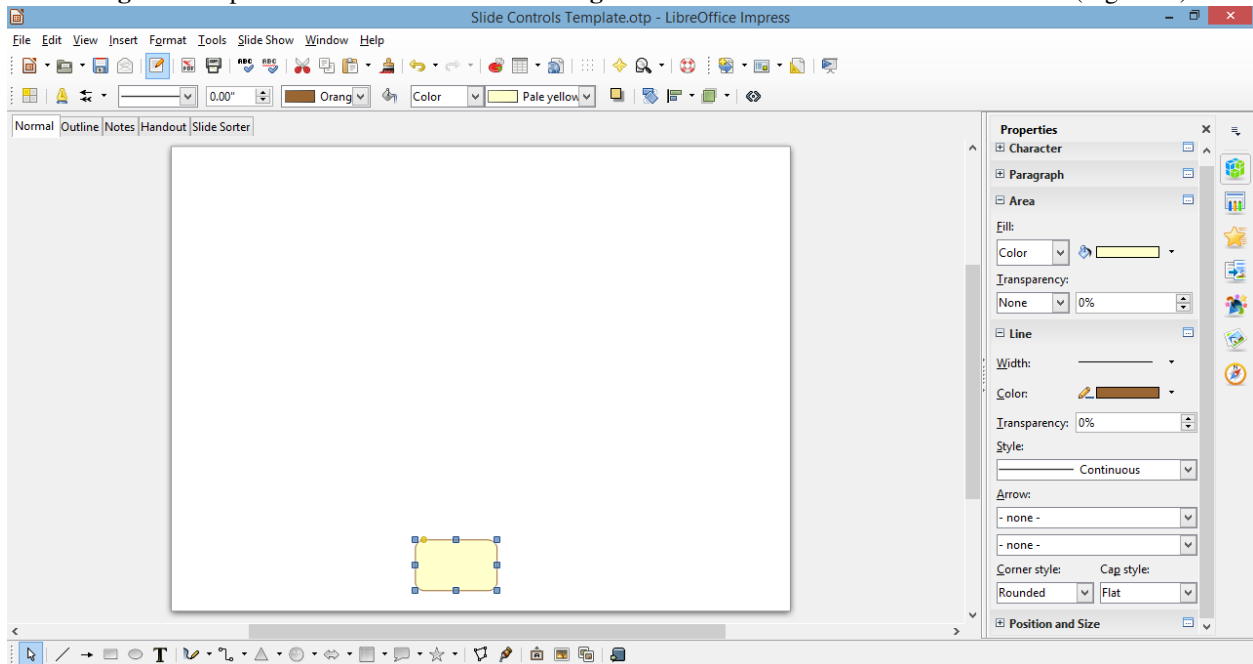 Slide Controls Template.otp - LibreOffice Impress
File Edit View Insert Format Tools Slide Show Window Help
0.00" Orang Color Pale yellow
Normal Outline Notes Handout Slide Sorter
Properties
Character
Paragraph
Area
Fill:
Color
Transparency:
None 0%
Line
Width:
Color:
Transparency: 0%
Style:
Continuous
Arrow:
- none -
- none -
Corner style: Cap style:
Rounded Flat
Position and Size